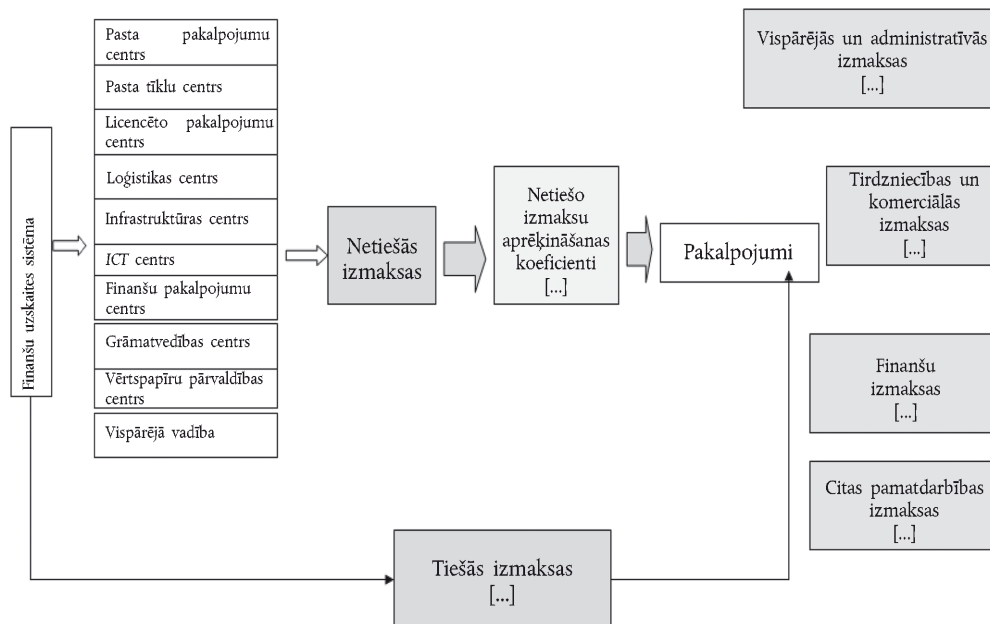 Finanšu uzskaites sistēma
Pasta pakalpojumu
centrs
Pasta tīklu centrs
Licencēto pakalpojumu
centrs
Loģistikas centrs
Infrastruktūras centrs
ICT centrs
Finanšu pakalpojumu
centrs
Grāmatvedības centrs
Vērtspapīru pārvaldības
centrs
Vispārējā vadība
Netiešās
izmaksas
Netiešo
izmaksu
aprēķināšanas
koeficienti
[...]
Pakalpojumi
Tiešās izmaksas
[...]
Vispārējās un administratīvās
izmaksas
[...]
Tirdzniecības un
komerciālās
izmaksas
[...]
Finanšu
izmaksas
[...]
Citas pamatdarbības
izmaksas
[...]